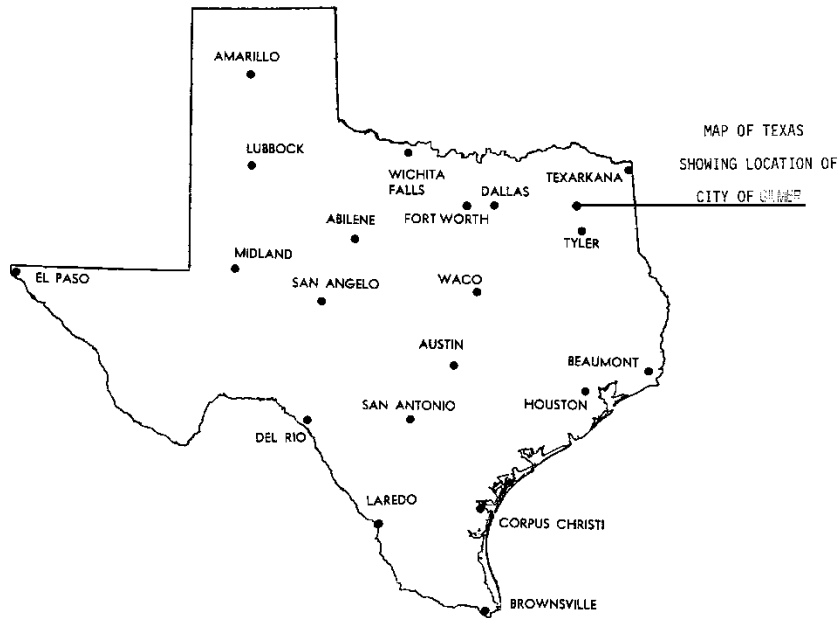 AMARILLO
MAP OF TEXAS
SHOWING LOCATION OF
CITY OF GILMER
LUBBOCK
WICHITA
FALLS
TEXARKANA
DALLAS
FORT WORTH
ABILENE
TYLER
MIDLAND
EL PASO
SAN ANGELO
WACO
AUSTIN
BEAUMONT
HOUSTON
SAN ANTONIO
DEL RIO
LAREDO
CORPUS CHRISTI
BROWNSVILLE